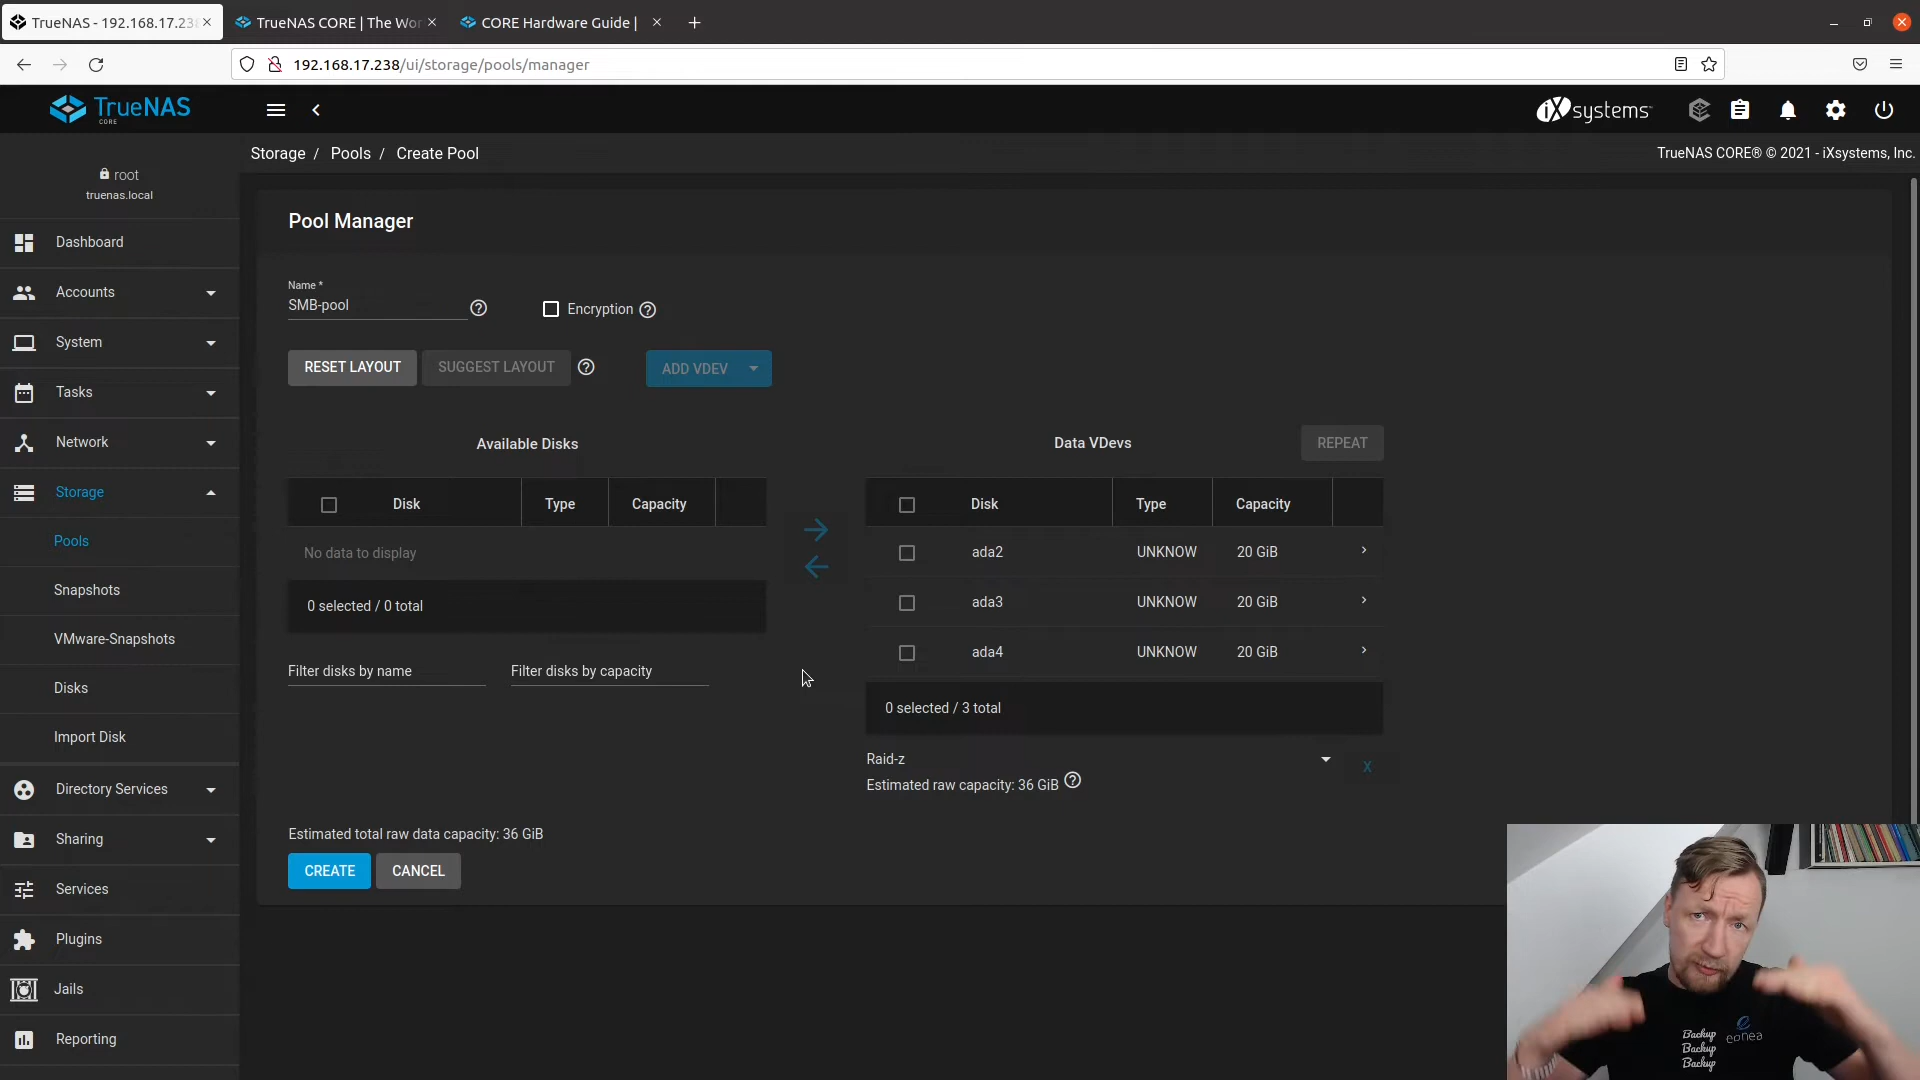 TrueNAS - 192.168.17.23
TrueNAS CORE | The Wor
CORE Hardware Guide |
192.168.17.238/ui/storage/pools/manager
TrueNAS
CORE
iXsystems
Storage / Pools / Create Pool
TrueNAS CORE® © 2021 - iXsystems, Inc.
root
truenas.local
Dashboard
Accounts
System
Tasks
Network
Storage
Pools
Snapshots
VMware-Snapshots
Disks
Import Disk
Directory Services
Sharing
Services
Plugins
Jails
Reporting
Pool Manager
Name *
SMB-pool
Encryption
RESET LAYOUT
SUGGEST LAYOUT
ADD VDEV
Available Disks
Disk Type Capacity
No data to display
0 selected / 0 total
Filter disks by name
Filter disks by capacity
Data VDevs
REPEAT
Disk Type Capacity
ada2 UNKNOW 20 GiB
ada3 UNKNOW 20 GiB
ada4 UNKNOW 20 GiB
0 selected / 3 total
Raid-z
X
Estimated raw capacity: 36 GiB
Estimated total raw data capacity: 36 GiB
CREATE
CANCEL
Backup
Backup
Backup
eonea